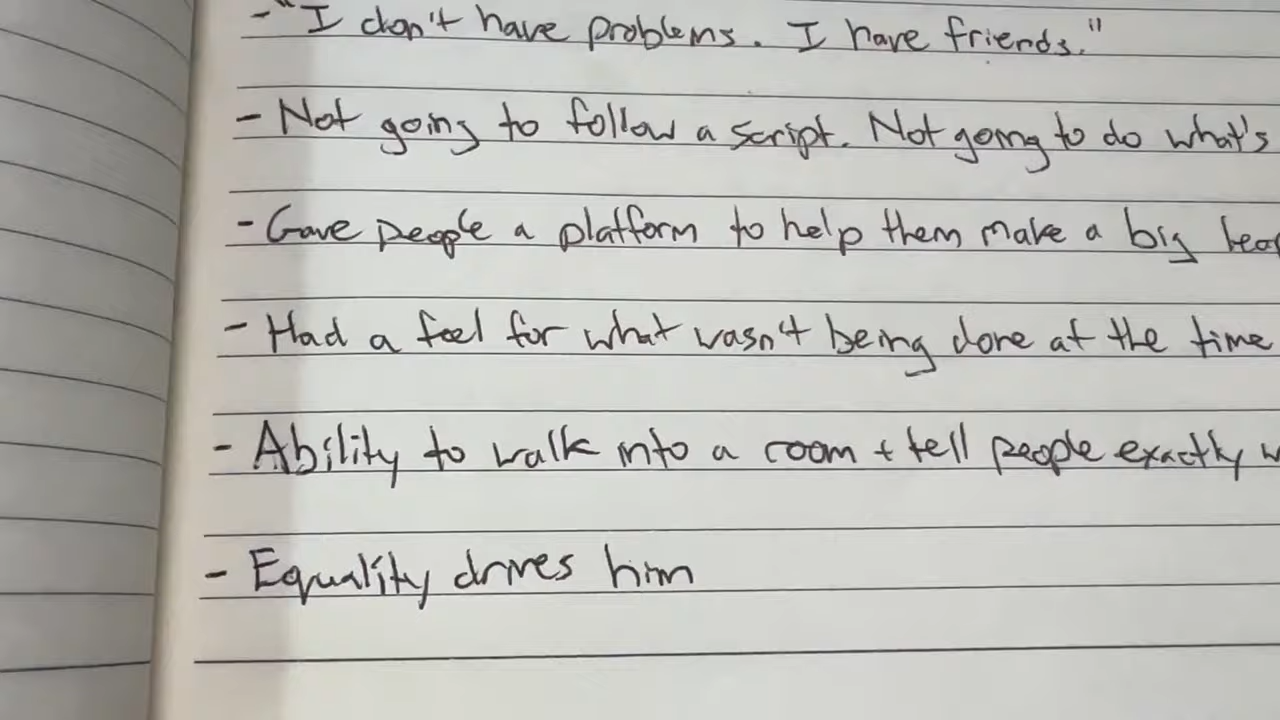 - "I don't have problems. I have friends."
- Not going to follow a script. Not going to do what's
- Gave people a platform to help them make a big
- Had a feel for what wasn't being done at the time
- Ability to walk into a room + tell people exactly
- Equality drives him